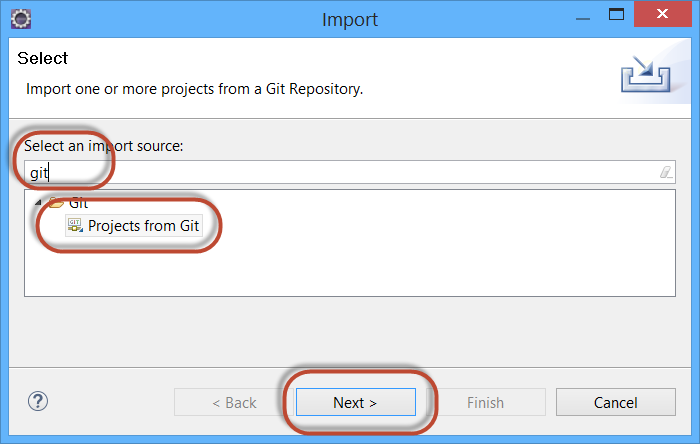 Import
Select
Import one or more projects from a Git Repository.
Select an import source:
git
Git
GIT
Projects from Git
?
< Back
Next >
Finish
Cancel